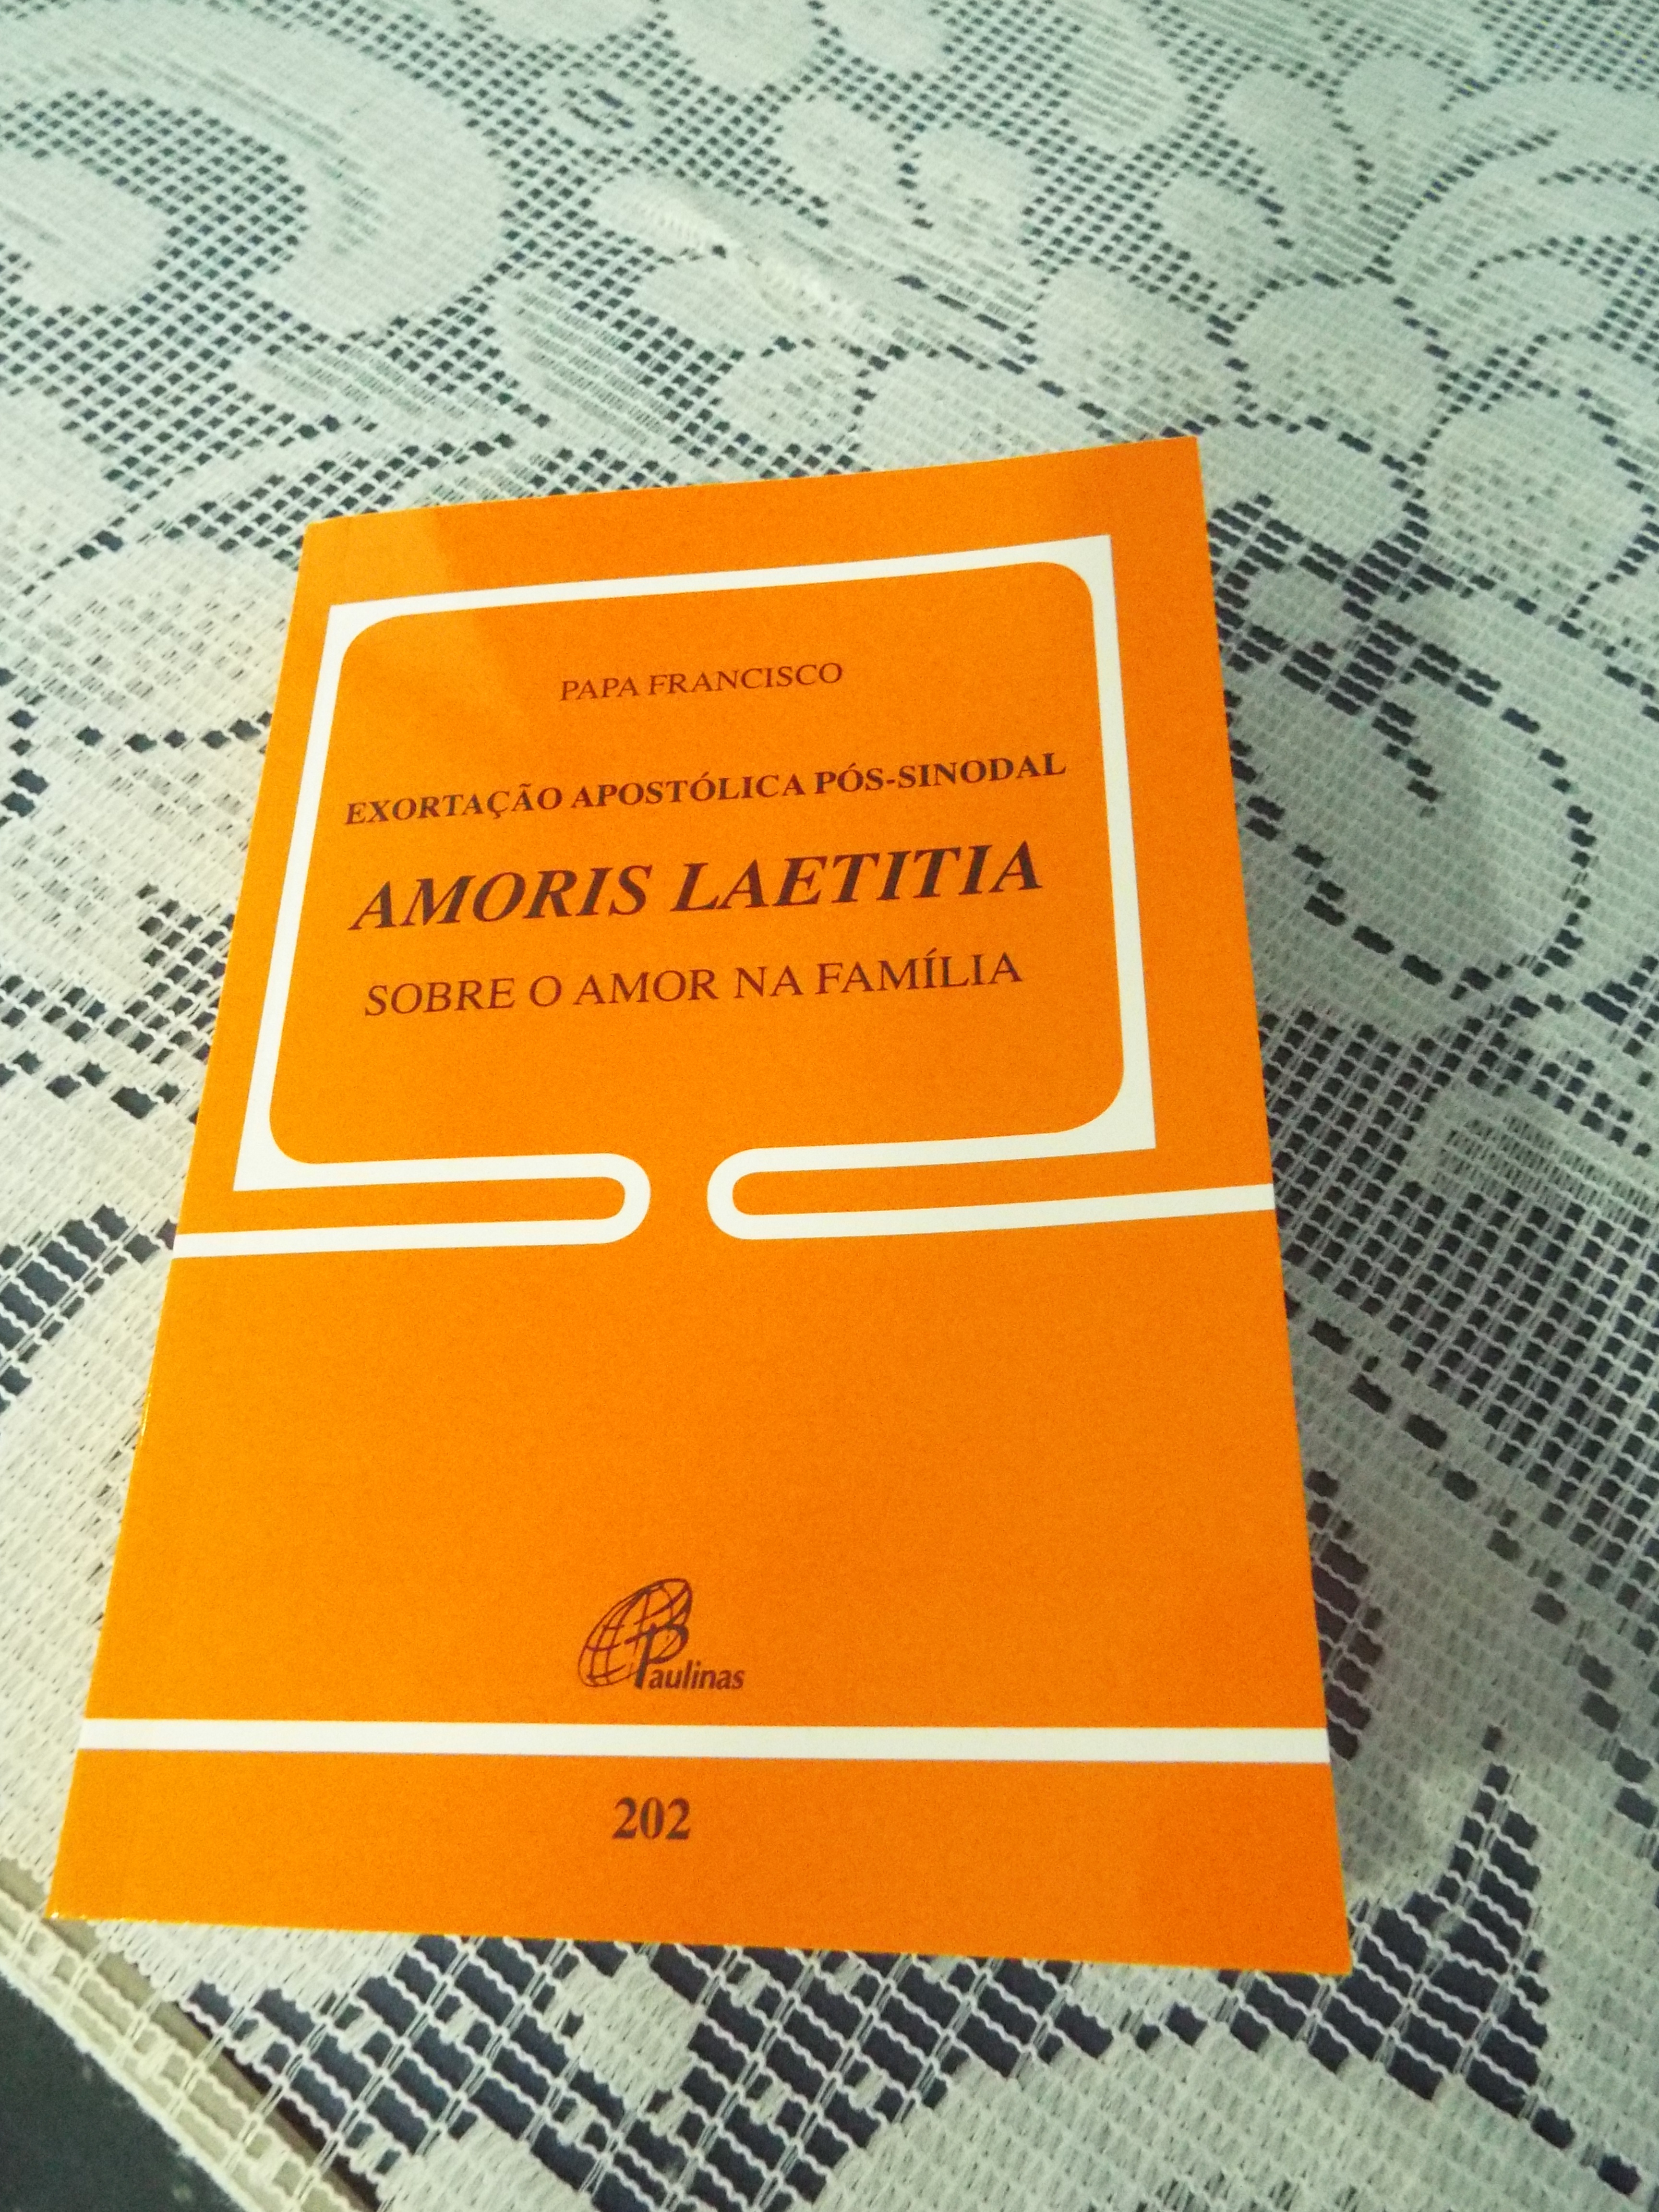 PAPA FRANCISCO
EXORTAÇÃO APOSTÓLICA PÓS-SINODAL
AMORIS LAETITIA
SOBRE O AMOR NA FAMÍLIA
Paulinas
202